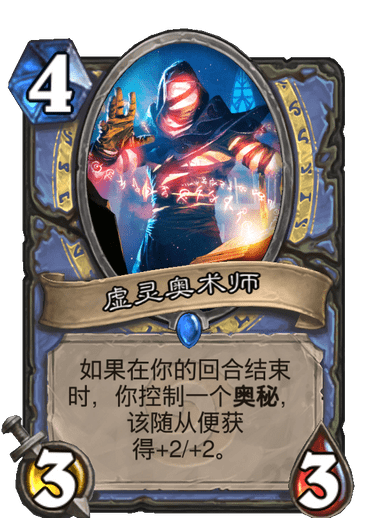 4
虚灵奥术师
如果在你的回合结束
时，你控制一个奥秘，
该随从便获
得+2/+2。
3
3